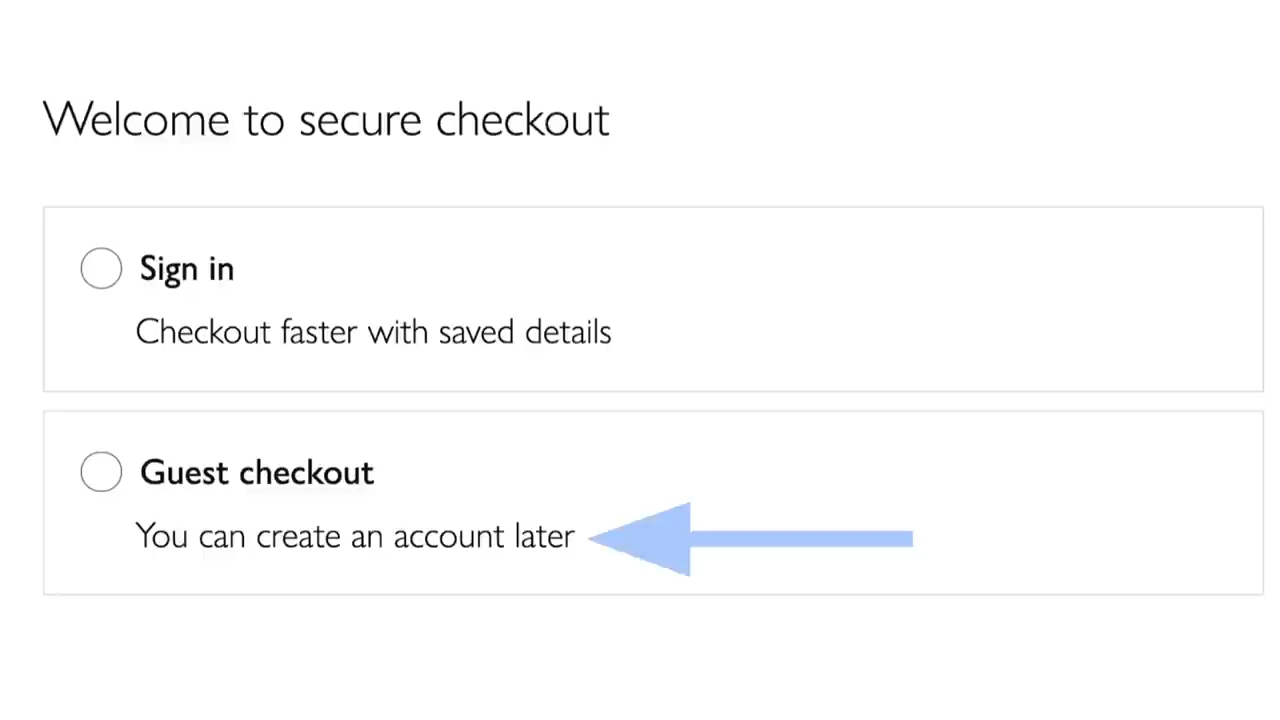 Welcome to secure checkout
Sign in
Checkout faster with saved details
Guest checkout
You can create an account later